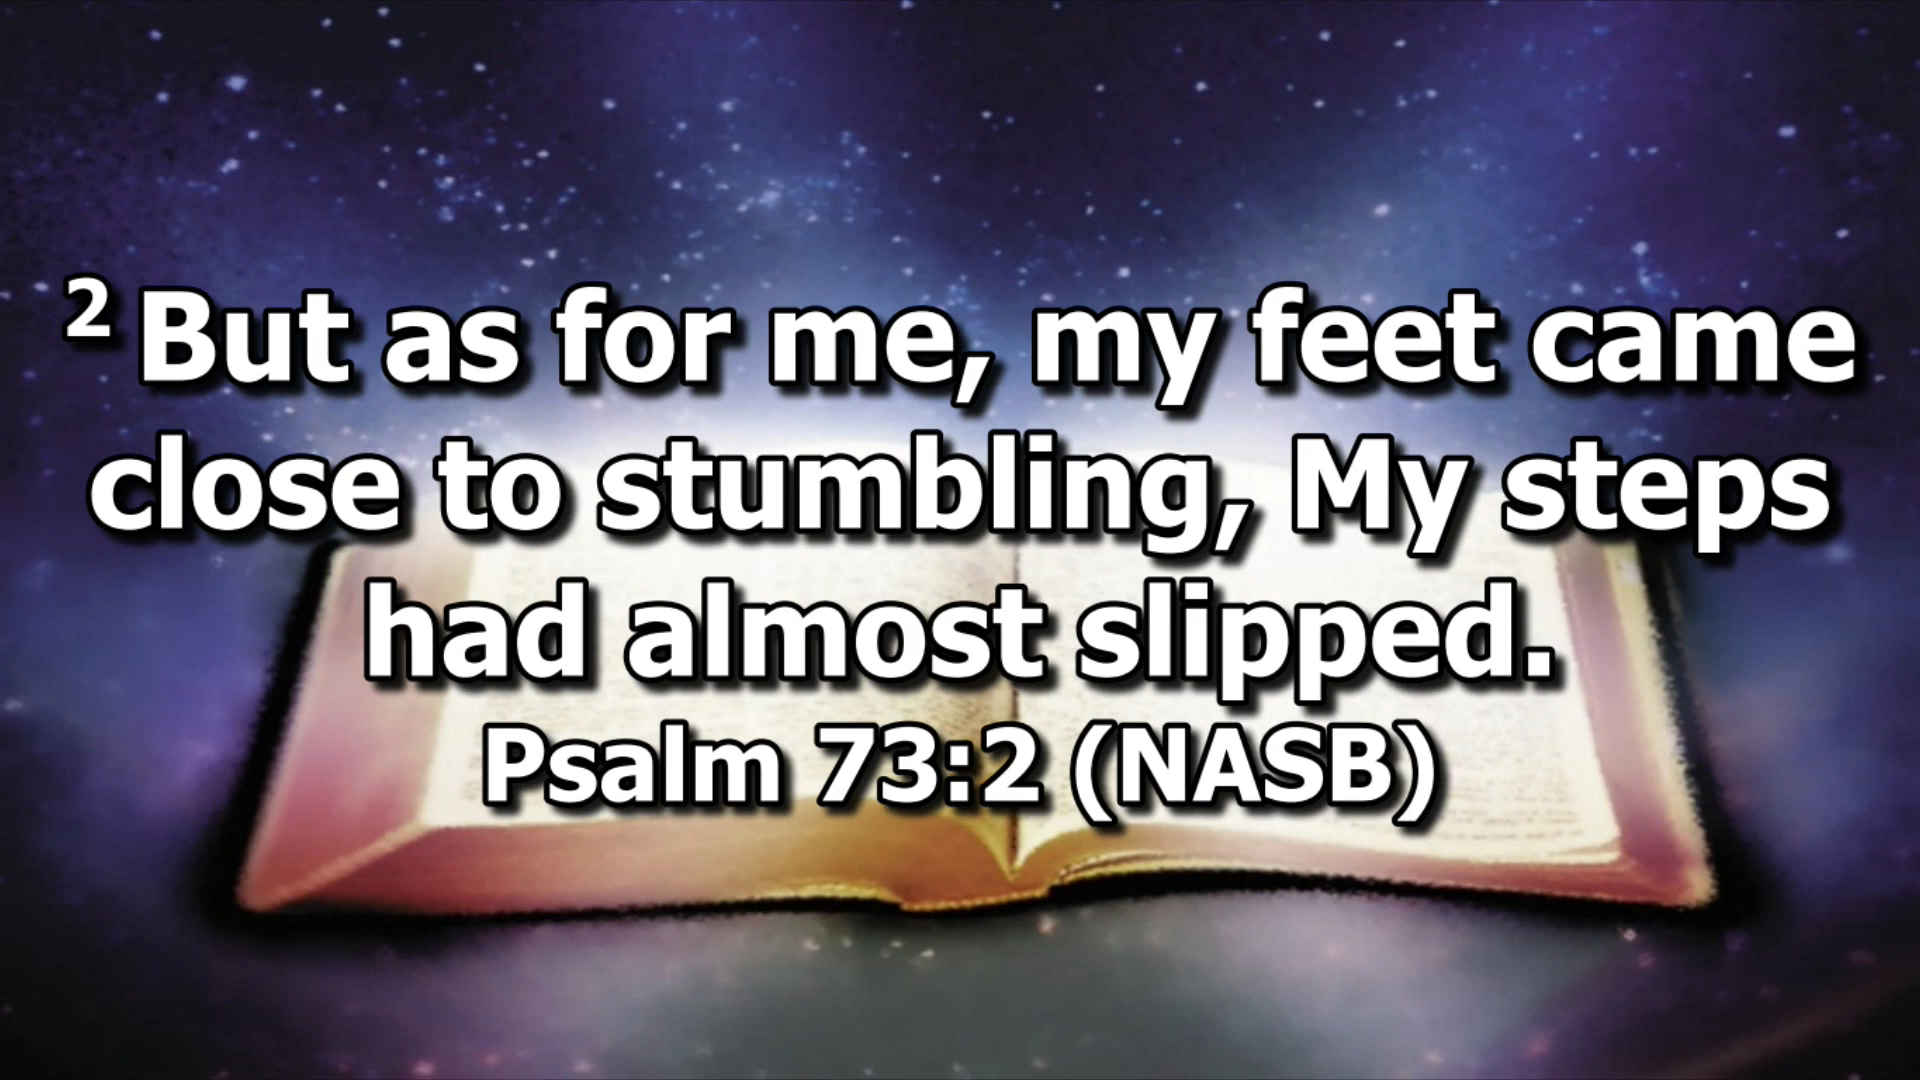 2 But as for me, my feet came
close to stumbling, My steps
had almost slipped.
Psalm 73:2 (NASB)